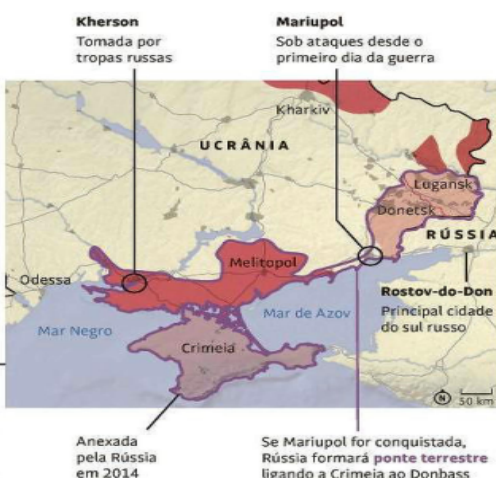 Kherson
Tomada por
tropas russas
Mariupol
Sob ataques desde o
primeiro dia da guerra
Kharkiv
UCRÂNIA
Lugansk
Donetsk
RÚSSIA
Melitopol
Odessa
Rostov-do-Don
Principal cidade
do sul russo
Mar de Azov
Mar Negro
Crimeia
N
50 km
Anexada
pela Rússia
em 2014
Se Mariupol for conquistada,
Rússia formará ponte terrestre
ligando a Crimeia ao Donbass